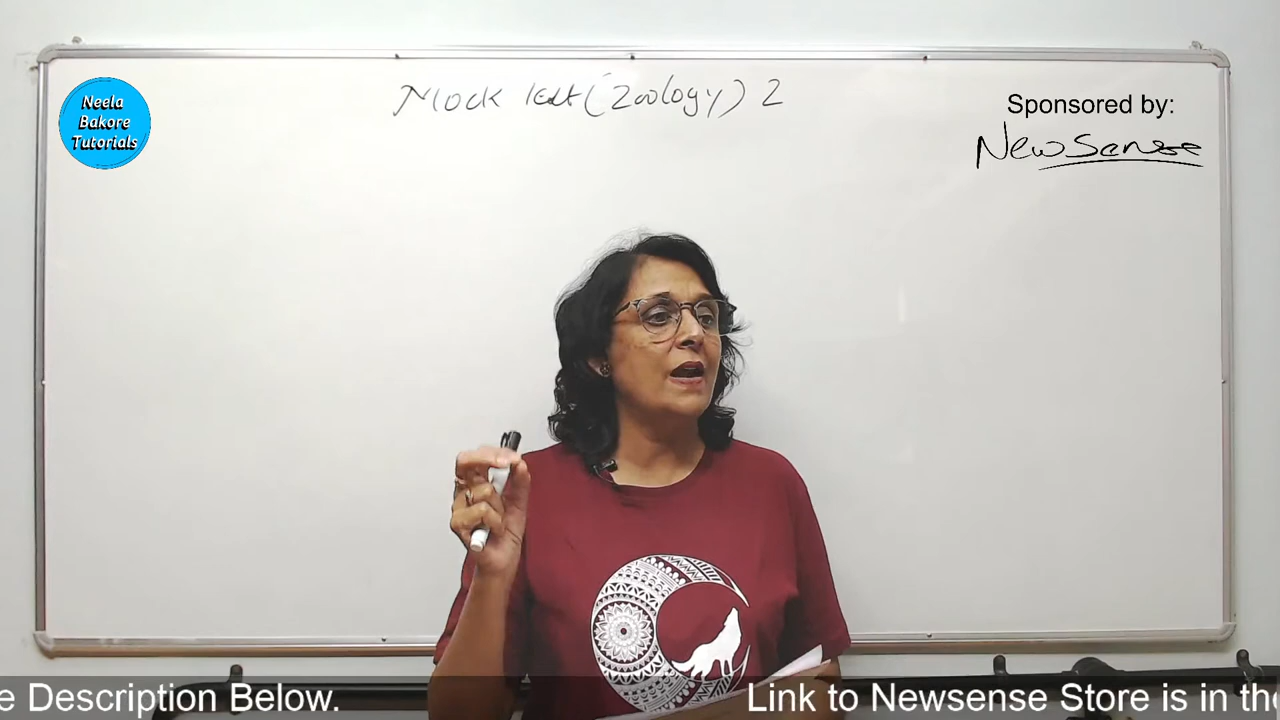 Mock test (Zoology) 2
Neela
Bakore
Tutorials
Sponsored by:
NewSense
e Description Below.
Link to Newsense Store is in the